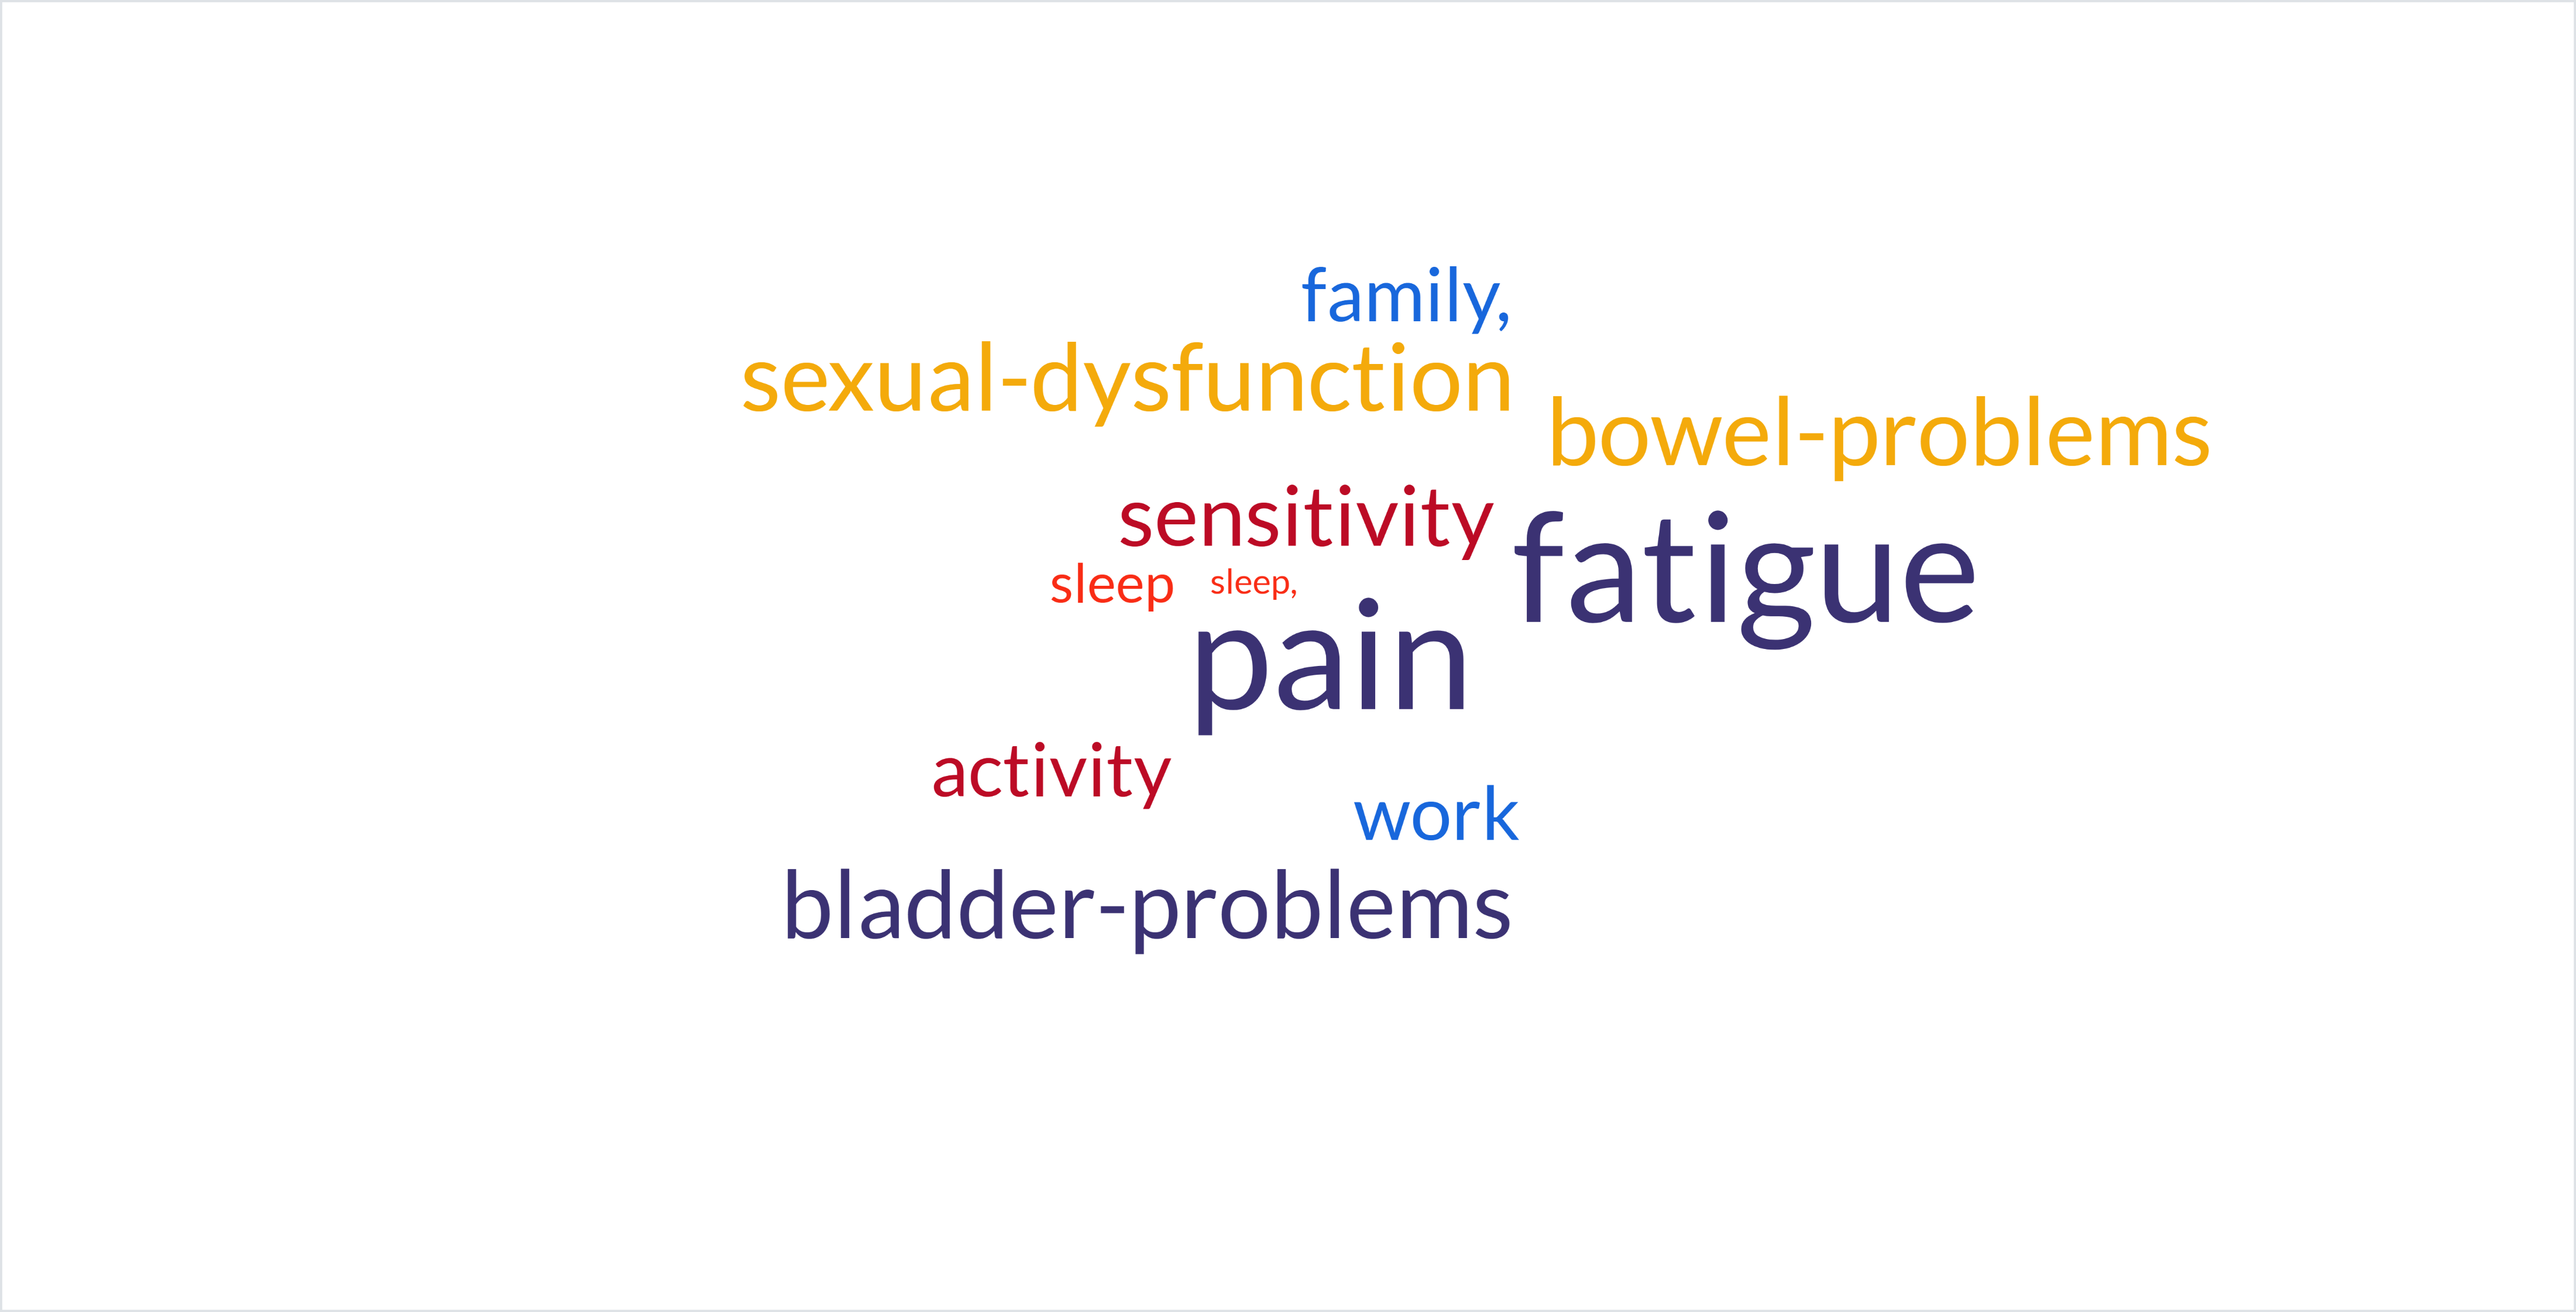 family,
sexual-dysfunction
bowel-problems
sensitivity
fatigue
sleep
sleep,
pain
activity
work
bladder-problems